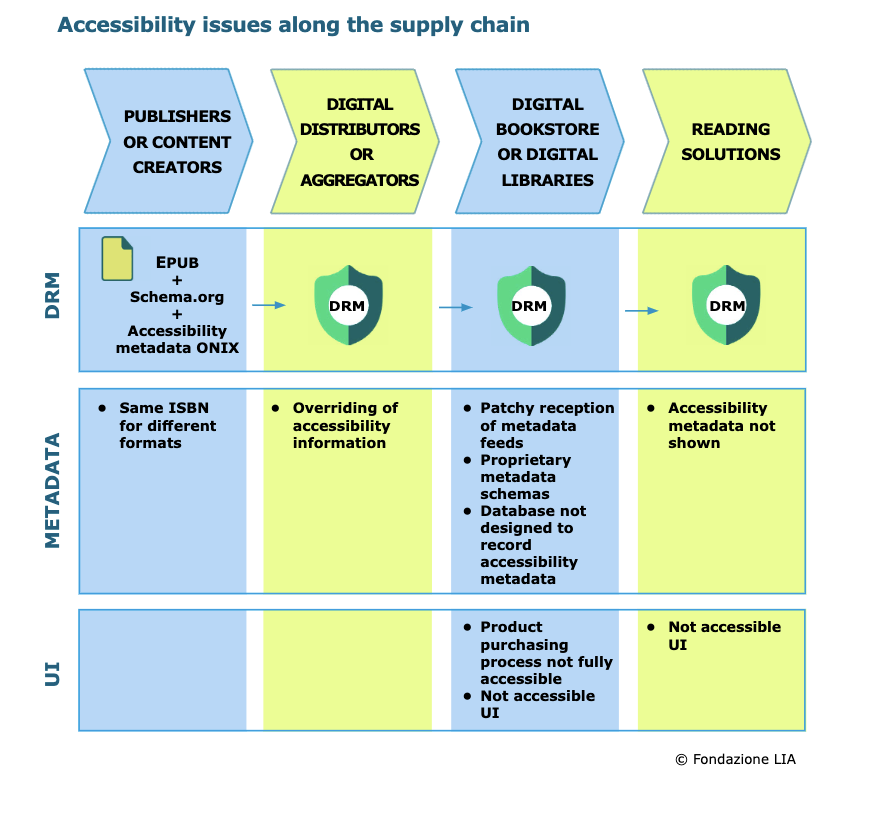 Accessibility issues along the supply chain
PUBLISHERS
OR CONTENT
CREATORS
DIGITAL
DISTRIBUTORS
OR
AGGREGATORS
DIGITAL
BOOKSTORE
OR DIGITAL
LIBRARIES
READING
SOLUTIONS
DRM
EPUB
+
Schema.org
+
Accessibility
metadata ONIX
DRM
DRM
DRM
METADATA
• Same ISBN
for different
formats
• Overriding of
accessibility
information
• Patchy reception
of metadata
feeds
• Proprietary
metadata
schemas
• Database not
designed to
record
accessibility
metadata
• Accessibility
metadata not
shown
UI
• Product
purchasing
process not fully
accessible
• Not accessible
UI
• Not accessible
UI
© Fondazione LIA